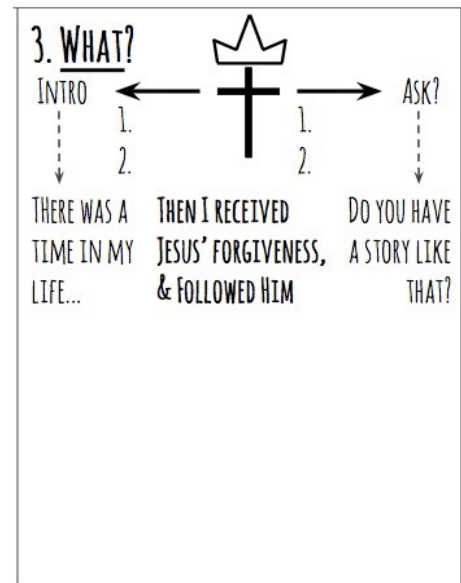 3. WHAT?
INTRO
ASK?
1.
2.
1.
2.
THERE WAS A
TIME IN MY
LIFE...
THEN I RECEIVED
JESUS' FORGIVENESS,
& FOLLOWED HIM
DO YOU HAVE
A STORY LIKE
THAT?